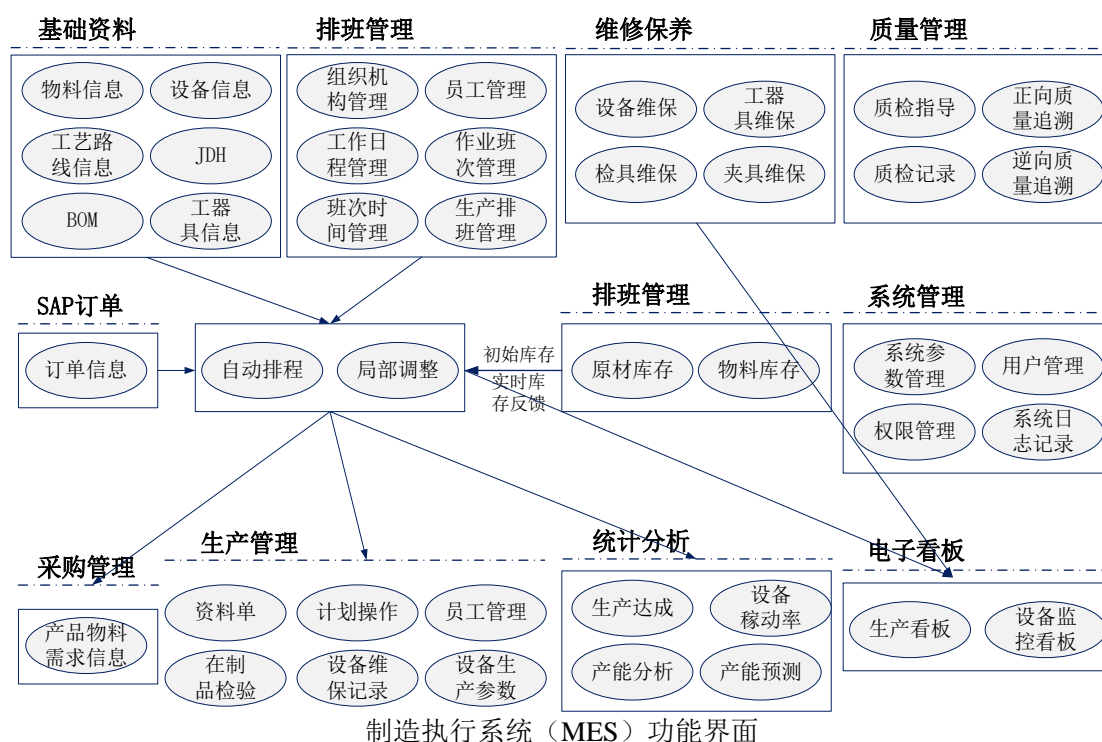 基础资料
排班管理
维修保养
质量管理
物料信息
设备信息
工艺路
线信息
JDH
BOM
工器
具信息
组织机
构管理
员工管理
工作日
程管理
作业班
次管理
班次时
间管理
生产排
班管理
设备维保
工器
具维保
检具维保
夹具维保
质检指导
正向质
量追溯
质检记录
逆向质
量追溯
SAP订单
排班管理
系统管理
订单信息
自动排程
局部调整
初始库存
实时库
存反馈
原材库存
物料库存
系统参
数管理
用户管理
权限管理
系统日
志记录
采购管理
生产管理
统计分析
电子看板
产品物料
需求信息
资料单
计划操作
员工管理
在制
品检验
设备维
保记录
设备生
产参数
生产达成
设备
稼动率
产能分析
产能预测
生产看板
设备监
控看板
制造执行系统（MES）功能界面